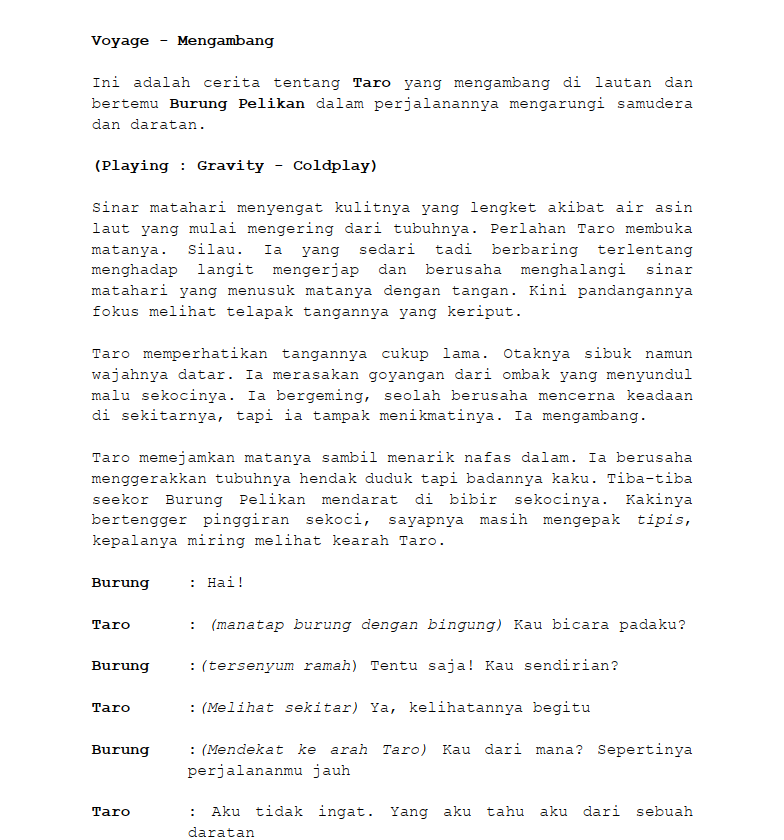 Voyage - Mengambang
Ini adalah cerita tentang Taro yang mengambang di lautan dan
bertemu Burung Pelikan dalam perjalanannya mengarungi samudera
dan daratan.
(Playing : Gravity - Coldplay)
Sinar matahari menyengat kulitnya yang lengket akibat air asin
laut yang mulai mengering dari tubuhnya. Perlahan Taro membuka
matanya. Silau. Ia yang sedari tadi berbaring terlentang
menghadap langit mengerjap dan berusaha menghalangi sinar
matahari yang menusuk matanya dengan tangan. Kini pandangannya
fokus melihat telapak tangannya yang keriput.
Taro memperhatikan tangannya cukup lama. Otaknya sibuk namun
wajahnya datar. Ia merasakan goyangan dari ombak yang menyundul
malu sekocinya. Ia bergeming, seolah berusaha mencerna keadaan
di sekitarnya, tapi ia tampak menikmatinya. Ia mengambang.
Taro memejamkan matanya sambil menarik nafas dalam. Ia berusaha
menggerakkan tubuhnya hendak duduk tapi badannya kaku. Tiba-tiba
seekor Burung Pelikan mendarat di bibir sekocinya. Kakinya
bertengger pinggiran sekoci, sayapnya masih mengepak tipis,
kepalanya miring melihat kearah Taro.
Burung : Hai!
Taro : (manatap burung dengan bingung) Kau bicara padaku?
Burung :(tersenyum ramah) Tentu saja! Kau sendirian?
Taro :(Melihat sekitar) Ya, kelihatannya begitu
Burung :(Mendekat ke arah Taro) Kau dari mana? Sepertinya
perjalananmu jauh
Taro : Aku tidak ingat. Yang aku tahu aku dari sebuah
daratan